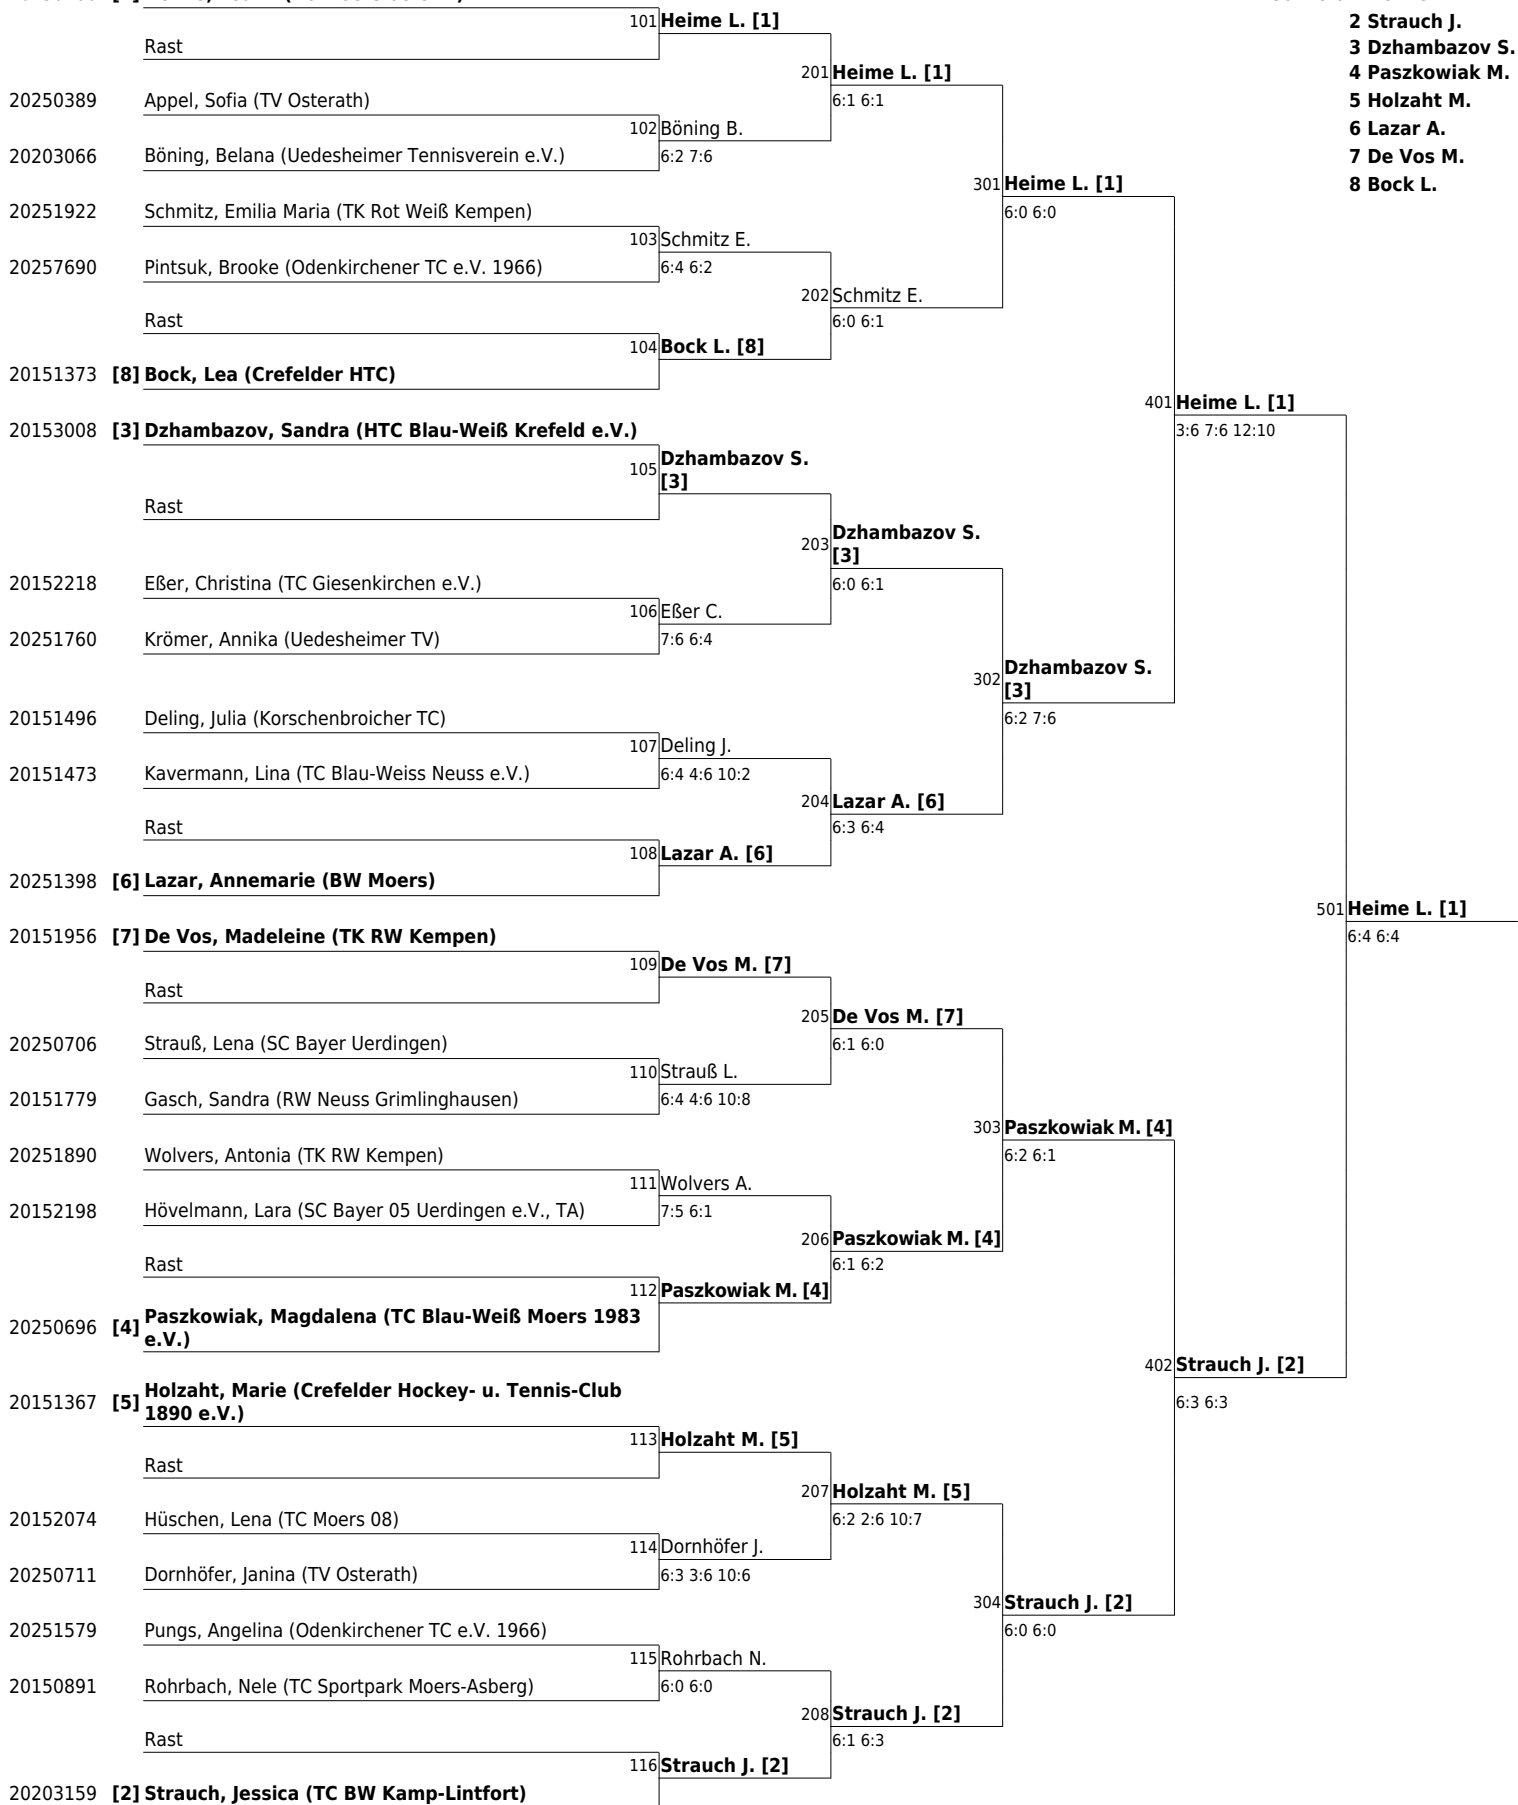 101 Heime L. [1]
2 Strauch J.
Rast
3 Dzhambazov S.
201 Heime L. [1]
4 Paszkowiak M.
20250389 Appel, Sofia (TV Osterath)
6:1 6:1
5 Holzaht M.
102 Böning B.
6 Lazar A.
20203066 Böning, Belana (Uedesheimer Tennisverein e.V.)
6:2 7:6
7 De Vos M.
301 Heime L. [1]
8 Bock L.
20251922 Schmitz, Emilia Maria (TK Rot Weiß Kempen)
6:0 6:0
103 Schmitz E.
20257690 Pintsuk, Brooke (Odenkirchener TC e.V. 1966)
6:4 6:2
202 Schmitz E.
Rast
6:0 6:1
104 Bock L. [8]
20151373 [8] Bock, Lea (Crefelder HTC)
401 Heime L. [1]
20153008 [3] Dzhambazov, Sandra (HTC Blau-Weiß Krefeld e.V.)
3:6 7:6 12:10
105 Dzhambazov S.
[3]
Rast
203 Dzhambazov S.
[3]
20152218 Eßer, Christina (TC Giesenkirchen e.V.)
6:0 6:1
106 Eßer C.
20251760 Krömer, Annika (Uedesheimer TV)
7:6 6:4
302 Dzhambazov S.
[3]
20151496 Deling, Julia (Korschenbroicher TC)
6:2 7:6
107 Deling J.
20151473 Kavermann, Lina (TC Blau-Weiss Neuss e.V.)
6:4 4:6 10:2
204 Lazar A. [6]
Rast
6:3 6:4
108 Lazar A. [6]
20251398 [6] Lazar, Annemarie (BW Moers)
501 Heime L. [1]
20151956 [7] De Vos, Madeleine (TK RW Kempen)
6:4 6:4
109 De Vos M. [7]
Rast
205 De Vos M. [7]
20250706 Strauß, Lena (SC Bayer Uerdingen)
6:1 6:0
110 Strauß L.
20151779 Gasch, Sandra (RW Neuss Grimlinghausen)
6:4 4:6 10:8
303 Paszkowiak M. [4]
20251890 Wolvers, Antonia (TK RW Kempen)
6:2 6:1
111 Wolvers A.
20152198 Hövelmann, Lara (SC Bayer 05 Uerdingen e.V., TA)
7:5 6:1
206 Paszkowiak M. [4]
Rast
6:1 6:2
112 Paszkowiak M. [4]
20250696 [4] Paszkowiak, Magdalena (TC Blau-Weiß Moers 1983
e.V.)
402 Strauch J. [2]
20151367 [5] Holzaht, Marie (Crefelder Hockey- u. Tennis-Club
1890 e.V.)
6:3 6:3
113 Holzaht M. [5]
Rast
207 Holzaht M. [5]
20152074 Hüschen, Lena (TC Moers 08)
6:2 2:6 10:7
114 Dornhöfer J.
20250711 Dornhöfer, Janina (TV Osterath)
6:3 3:6 10:6
304 Strauch J. [2]
20251579 Pungs, Angelina (Odenkirchener TC e.V. 1966)
6:0 6:0
115 Rohrbach N.
20150891 Rohrbach, Nele (TC Sportpark Moers-Asberg)
6:0 6:0
208 Strauch J. [2]
Rast
6:1 6:3
116 Strauch J. [2]
20203159 [2] Strauch, Jessica (TC BW Kamp-Lintfort)